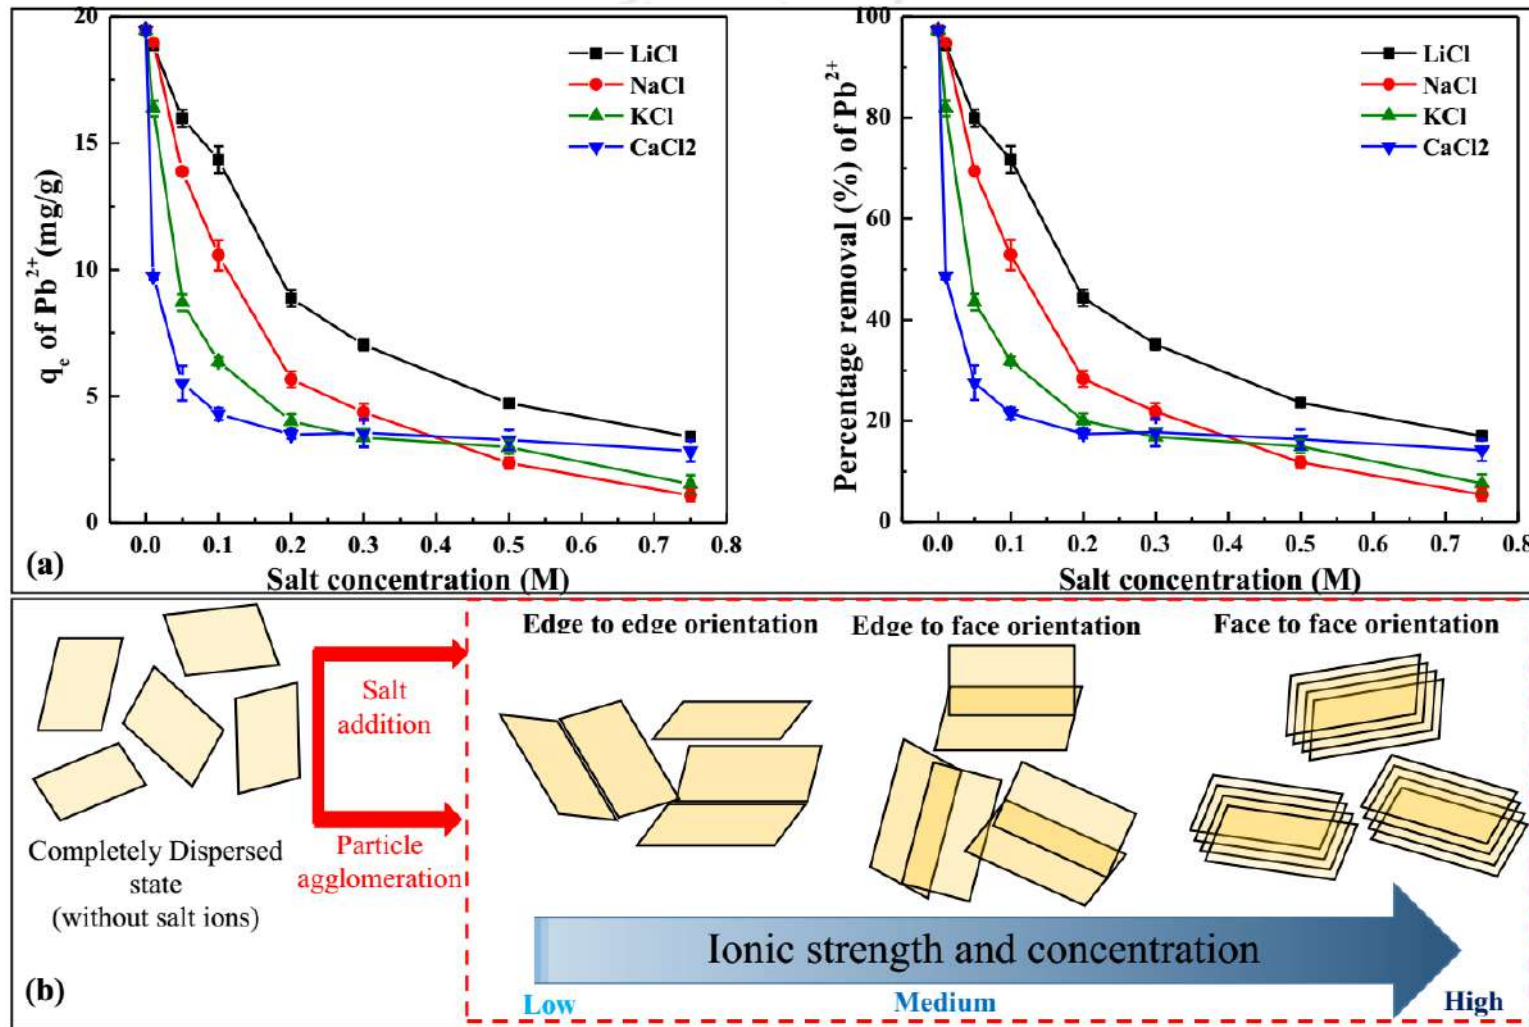 20
15
10
5
0
q_e of Pb²⁺(mg/g)
LiCl
NaCl
KCl
CaCl2
0.0 0.1 0.2 0.3 0.4 0.5 0.6 0.7 0.8
Salt concentration (M)
(a)
100
80
60
40
20
0
Percentage removal (%) of Pb²⁺
LiCl
NaCl
KCl
CaCl2
0.0 0.1 0.2 0.3 0.4 0.5 0.6 0.7 0.8
Salt concentration (M)
Completely Dispersed
state
(without salt ions)
Salt
addition
Particle
agglomeration
Edge to edge orientation
Edge to face orientation
Face to face orientation
Ionic strength and concentration
Low
Medium
High
(b)